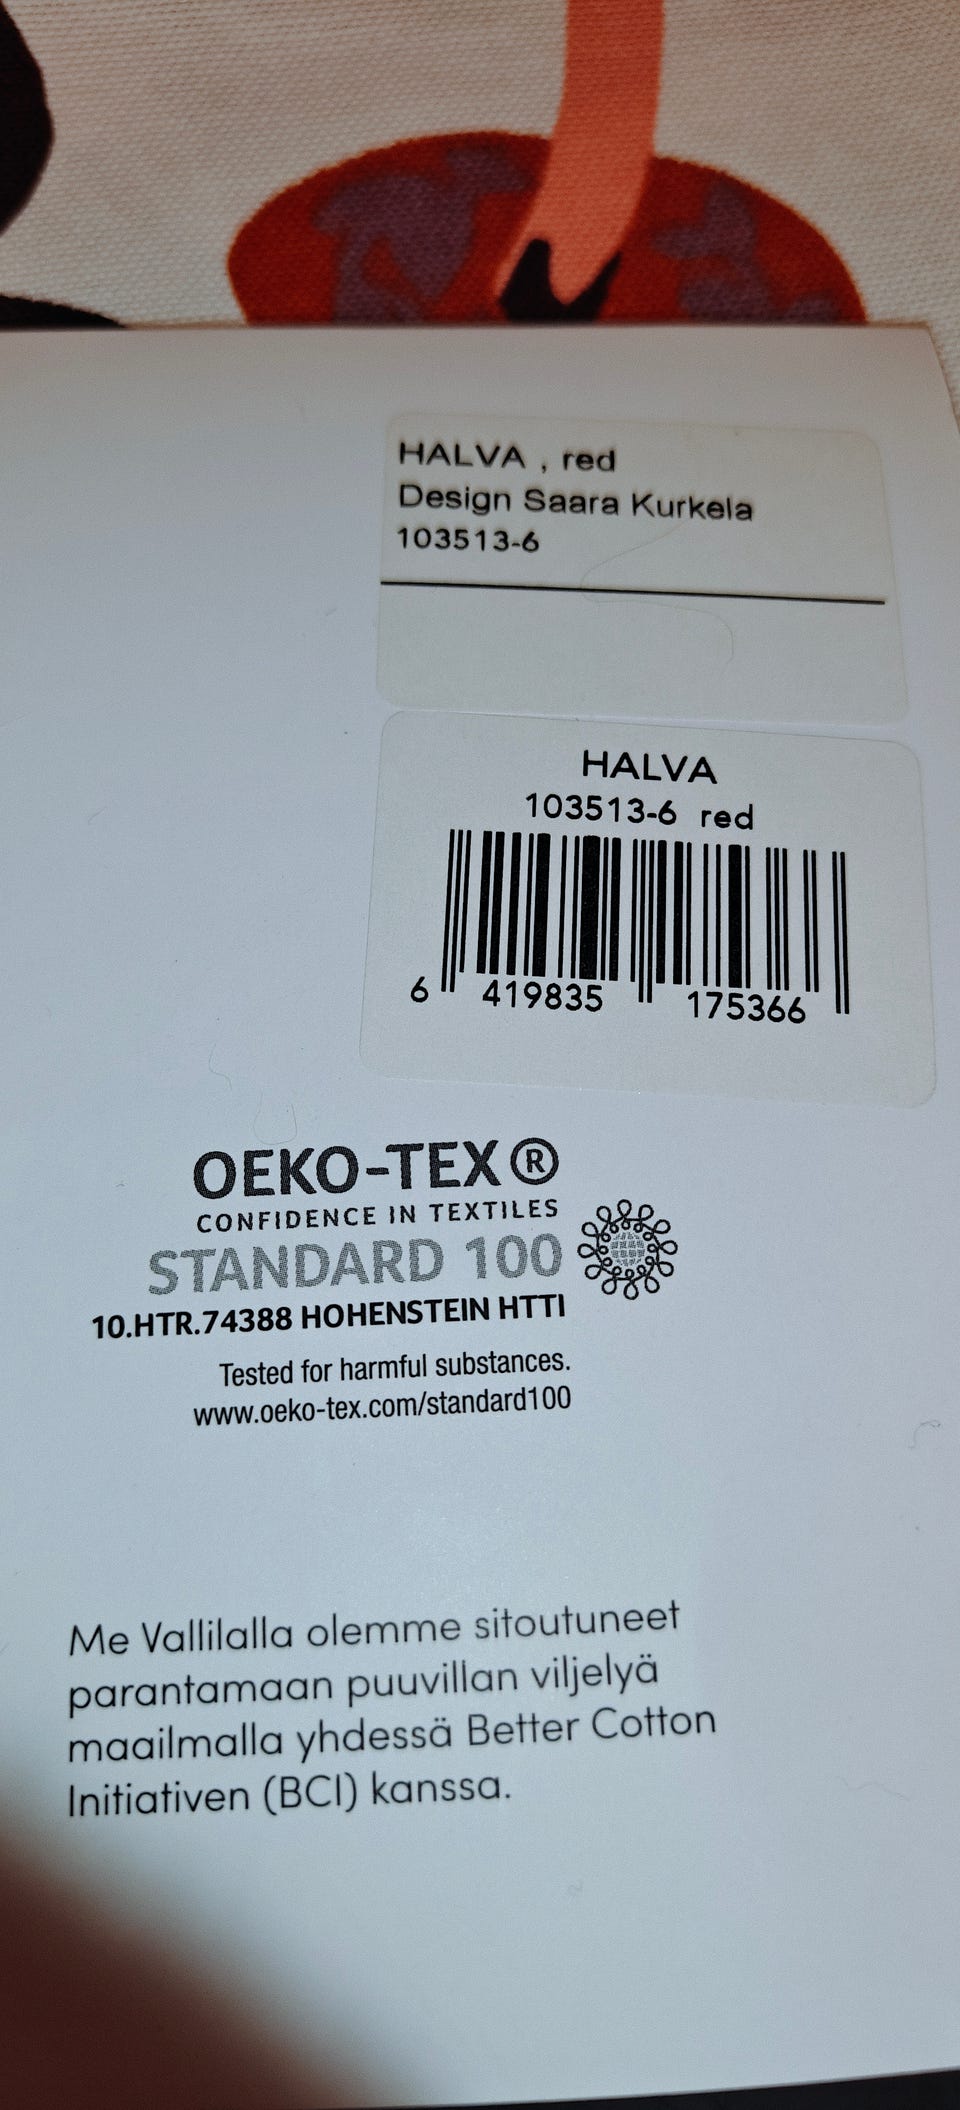 HALVA , red
Design Saara Kurkela
103513-6
HALVA
103513-6 red
6 419835 175366
OEKO-TEX®
CONFIDENCE IN TEXTILES
STANDARD 100
10.HTR.74388 HOHENSTEIN HTTI
Tested for harmful substances.
www.oeko-tex.com/standard100
Me Vallilalla olemme sitoutuneet
parantamaan puuvillan viljelyä
maailmalla yhdessä Better Cotton
Initiativen (BCI) kanssa.